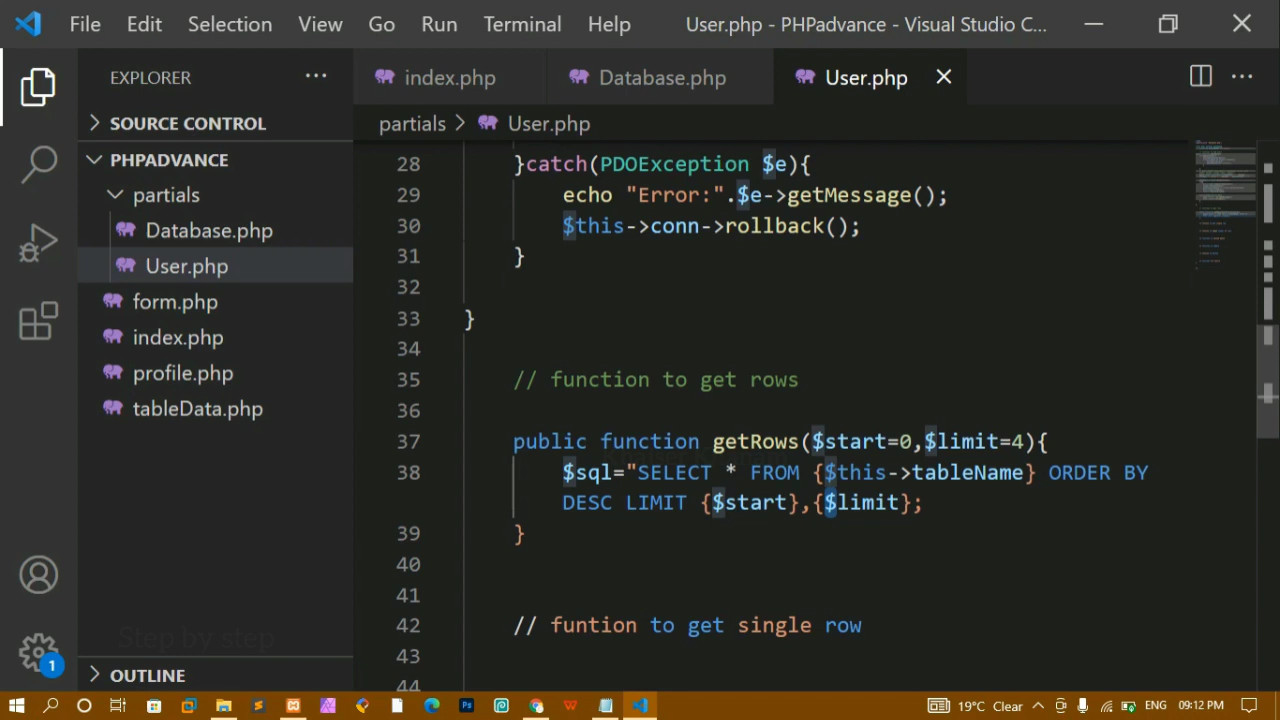 File Edit Selection View Go Run Terminal Help User.php - PHPadvance - Visual Studio C...
EXPLORER
index.php Database.php User.php
SOURCE CONTROL
partials > User.php
PHPADVANCE
partials
Database.php
User.php
form.php
index.php
profile.php
tableData.php
28 }catch(PDOException $e){
29 echo "Error:".$e->getMessage();
30 $this->conn->rollback();
31 }
32
33 }
34
35 // function to get rows
36
37 public function getRows($start=0,$limit=4){
38 $sql="SELECT * FROM {$this->tableName} ORDER BY
DESC LIMIT {$start},{$limit};
39 }
40
41
42 // funtion to get single row
43
44
Step by step
1
OUTLINE
19°C Clear ENG 09:12 PM